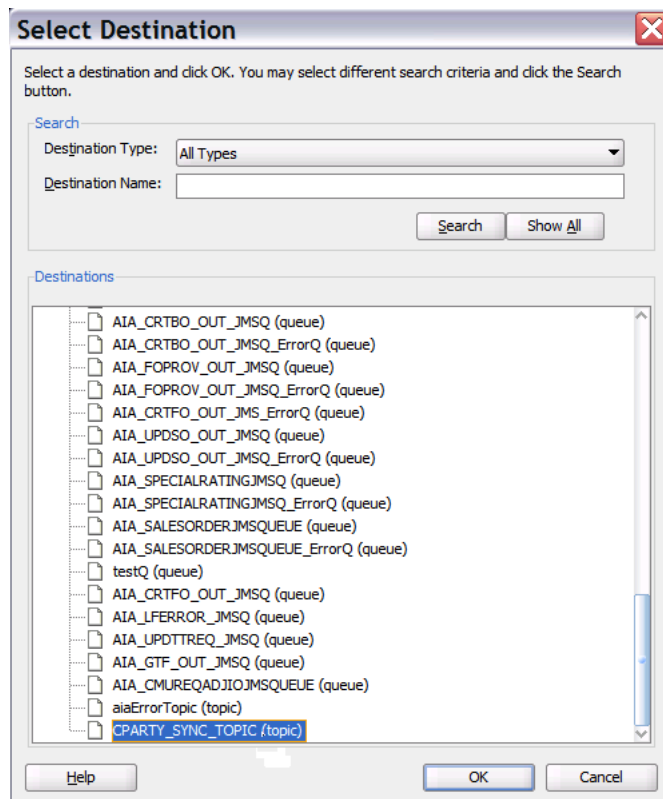 Select Destination
Select a destination and click OK. You may select different search criteria and click the Search
button.
Search
Destination Type:
All Types
Destination Name:
Search
Show All
Destinations
AIA_CRTBO_OUT_JMSQ (queue)
AIA_CRTBO_OUT_JMSQ_ErrorQ (queue)
AIA_FOPROV_OUT_JMSQ (queue)
AIA_FOPROV_OUT_JMSQ_ErrorQ (queue)
AIA_CRTFO_OUT_JMS_ErrorQ (queue)
AIA_UPDSO_OUT_JMSQ (queue)
AIA_UPDSO_OUT_JMSQ_ErrorQ (queue)
AIA_SPECIALRATINGJMSQ (queue)
AIA_SPECIALRATINGJMSQ_ErrorQ (queue)
AIA_SALESORDERJMSQUEUE (queue)
AIA_SALESORDERJMSQUEUE_ErrorQ (queue)
testQ (queue)
AIA_CRTFO_OUT_JMSQ (queue)
AIA_LFERROR_JMSQ (queue)
AIA_UPDTTREQ_JMSQ (queue)
AIA_GTF_OUT_JMSQ (queue)
AIA_CMUREQADJIOJMSQUEUE (queue)
aiaErrorTopic (topic)
CPARTY_SYNC_TOPIC (topic)
Help
OK
Cancel